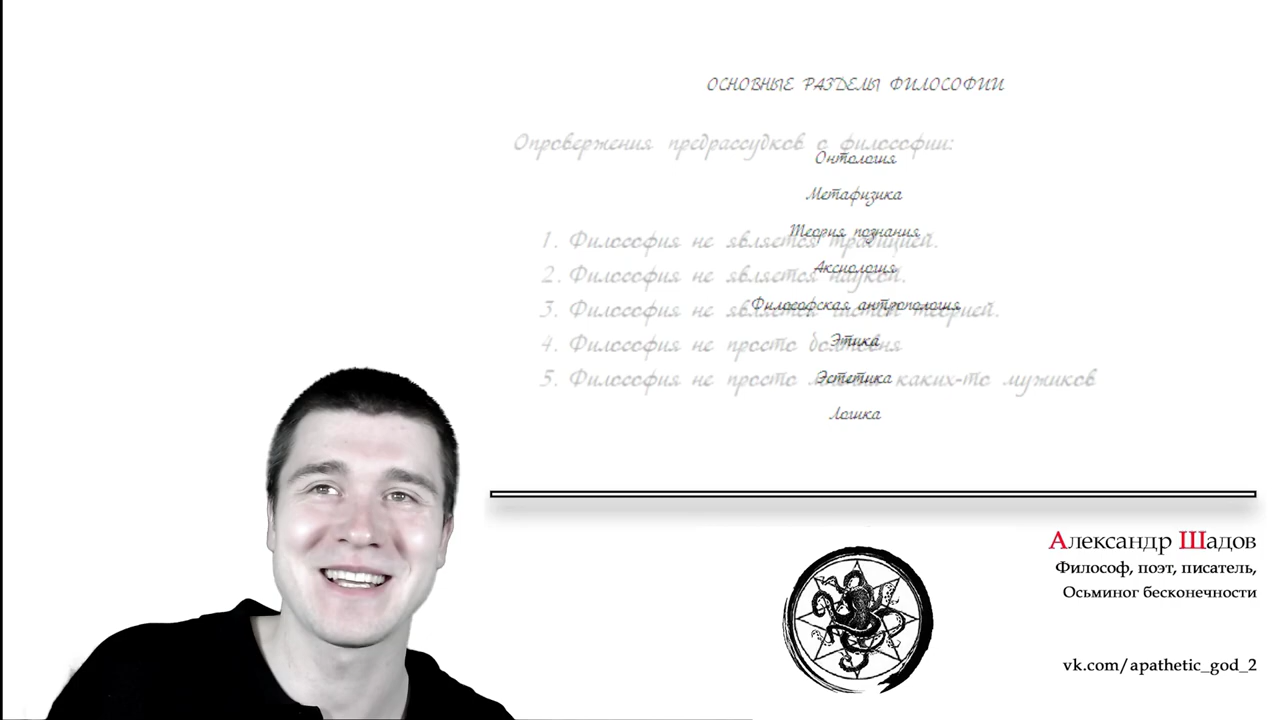 ОСНОВНЫЕ РАЗДЕЛЫ ФИЛОСОФИИ
Опровержения предрассудков о философии:
Онтология
Метафизика
Теория познания
1. Философия не является традицией.
Аксиология
2. Философия не является наукой.
Философская антропология
3. Философия не является чистой теорией.
Этика
4. Философия не просто болтовня
Эстетика
5. Философия не просто каких-то мужиков
Логика
Александр Шадов
Философ, поэт, писатель,
Осьминог бесконечности
vk.com/apathetic_god_2